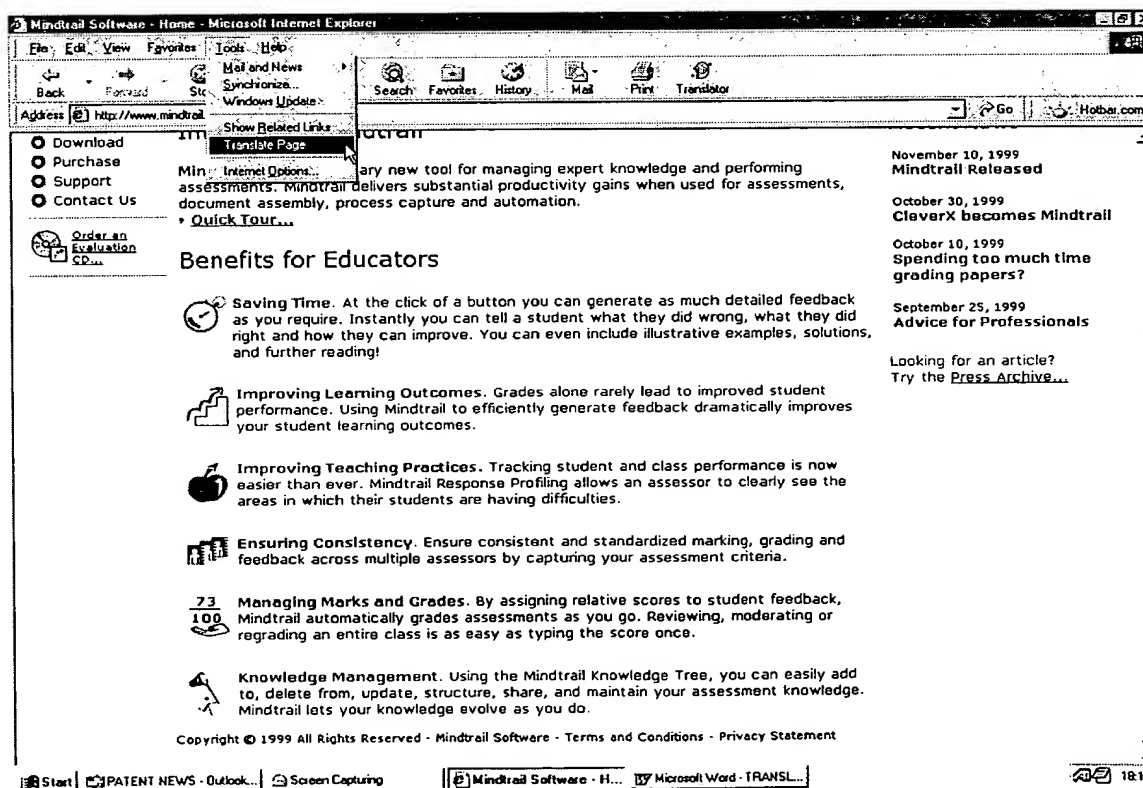 Mindtrail Software - Home - Microsoft Internet Explorer
File Edit View Favorites Tools Help
Mail and News
Synchronize...
Windows Update
Show Related Links
Translate Page
Internet Options...
Back Forward Search Favorites History Mail Print Translator
Address http://www.mindtrail Go Hotbar.com
Download
Purchase
Support
Contact Us
Order an
Evaluation
CD...
ary new tool for managing expert knowledge and performing
assessments. Mindtrail delivers substantial productivity gains when used for assessments,
document assembly, process capture and automation.
Quick Tour...
Benefits for Educators
Saving Time. At the click of a button you can generate as much detailed feedback
as you require. Instantly you can tell a student what they did wrong, what they did
right and how they can improve. You can even include illustrative examples, solutions,
and further reading!
Improving Learning Outcomes. Grades alone rarely lead to improved student
performance. Using Mindtrail to efficiently generate feedback dramatically improves
your student learning outcomes.
Improving Teaching Practices. Tracking student and class performance is now
easier than ever. Mindtrail Response Profiling allows an assessor to clearly see the
areas in which their students are having difficulties.
Ensuring Consistency. Ensure consistent and standardized marking, grading and
feedback across multiple assessors by capturing your assessment criteria.
73
100
Managing Marks and Grades. By assigning relative scores to student feedback,
Mindtrail automatically grades assessments as you go. Reviewing, moderating or
regrading an entire class is as easy as typing the score once.
Knowledge Management. Using the Mindtrail Knowledge Tree, you can easily add
to, delete from, update, structure, share, and maintain your assessment knowledge.
Mindtrail lets your knowledge evolve as you do.
Copyright © 1999 All Rights Reserved - Mindtrail Software - Terms and Conditions - Privacy Statement
November 10, 1999
Mindtrail Released
October 30, 1999
CleverX becomes Mindtrail
October 10, 1999
Spending too much time
grading papers?
September 25, 1999
Advice for Professionals
Looking for an article?
Try the Press Archive...
Start PATENT NEWS - Outlook... Screen Capturing Mindtrail Software - H... Microsoft Word - TRANSL... 18:1